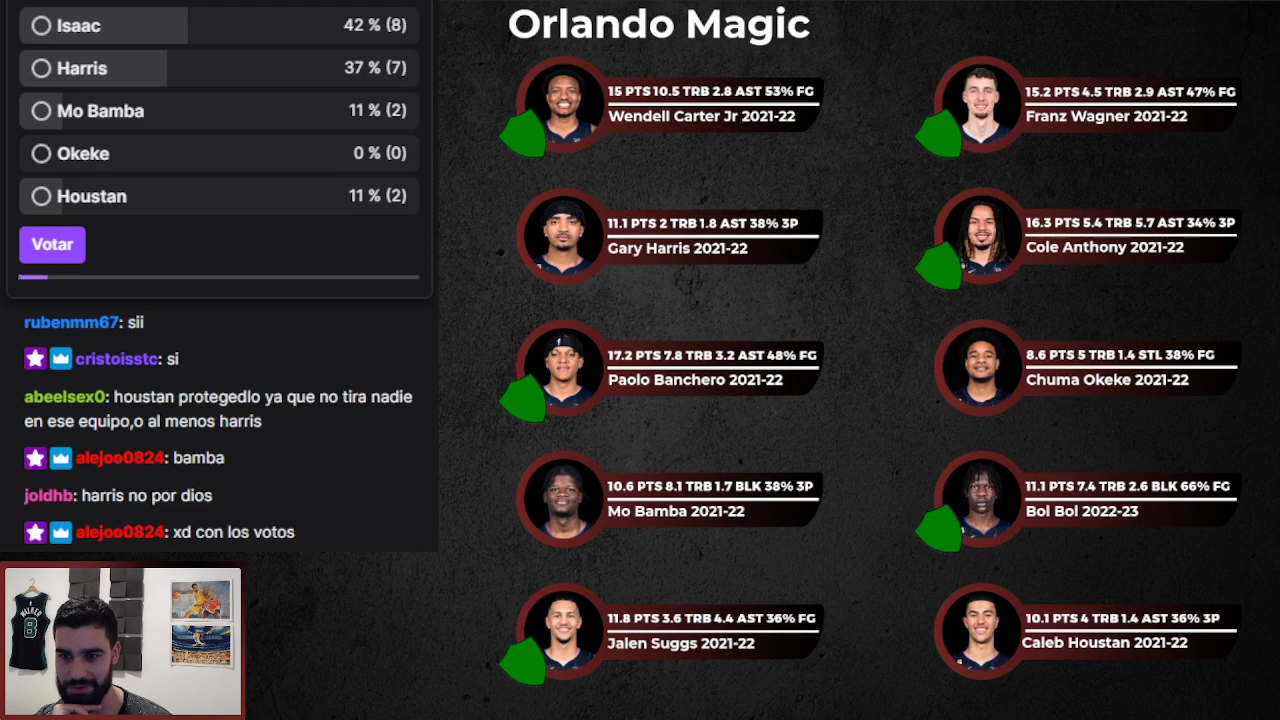 Isaac 42 % (8)
Harris 37 % (7)
Mo Bamba 11 % (2)
Okeke 0 % (0)
Houstan 11 % (2)
Votar
rubenmm67: sii
cristoisstc: si
abeelsex0: houstan protegedlo ya que no tira nadie
en ese equipo,o al menos harris
alejoo0824: bamba
joldhb: harris no por dios
alejoo0824: xd con los votos
WALKER
8
Orlando Magic
15 PTS 10.5 TRB 2.8 AST 53% FG
Wendell Carter Jr 2021-22
15.2 PTS 4.5 TRB 2.9 AST 47% FG
Franz Wagner 2021-22
11.1 PTS 2 TRB 1.8 AST 38% 3P
Gary Harris 2021-22
16.3 PTS 5.4 TRB 5.7 AST 34% 3P
Cole Anthony 2021-22
17.2 PTS 7.8 TRB 3.2 AST 48% FG
Paolo Banchero 2021-22
8.6 PTS 5 TRB 1.4 STL 38% FG
Chuma Okeke 2021-22
10.6 PTS 8.1 TRB 1.7 BLK 38% 3P
Mo Bamba 2021-22
11.1 PTS 7.4 TRB 2.6 BLK 66% FG
Bol Bol 2022-23
11.8 PTS 3.6 TRB 4.4 AST 36% FG
Jalen Suggs 2021-22
10.1 PTS 4 TRB 1.4 AST 36% 3P
Caleb Houstan 2021-22